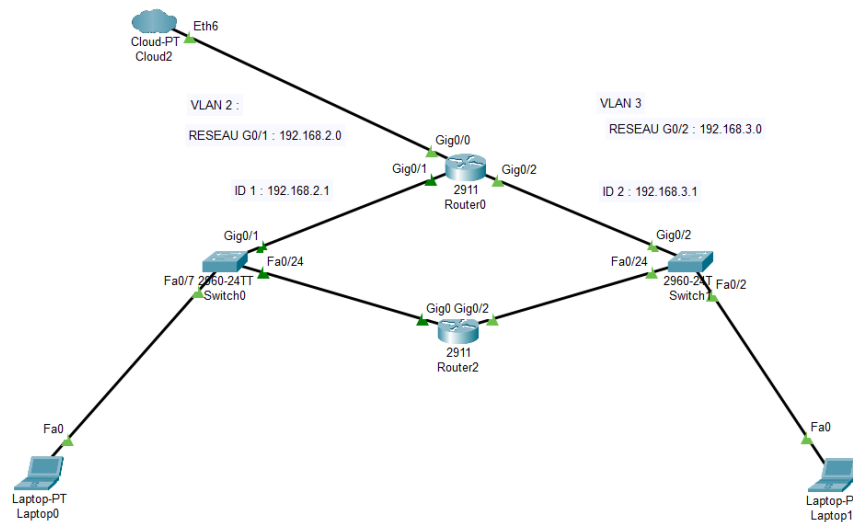 Eth6
Cloud-PT
Cloud2
VLAN 2 :
VLAN 3
RESEAU G0/1 : 192.168.2.0
RESEAU G0/2 : 192.168.3.0
Gig0/0
Gig0/1
Gig0/2
2911
Router0
ID 1 : 192.168.2.1
ID 2 : 192.168.3.1
Gig0/1
Gig0/2
Fa0/24
Fa0/24
Fa0/7 2960-24TT
Switch0
2960-24T
Switch1
Fa0/2
Gig0 Gig0/2
2911
Router2
Fa0
Fa0
Laptop-PT
Laptop0
Laptop-P
Laptop1